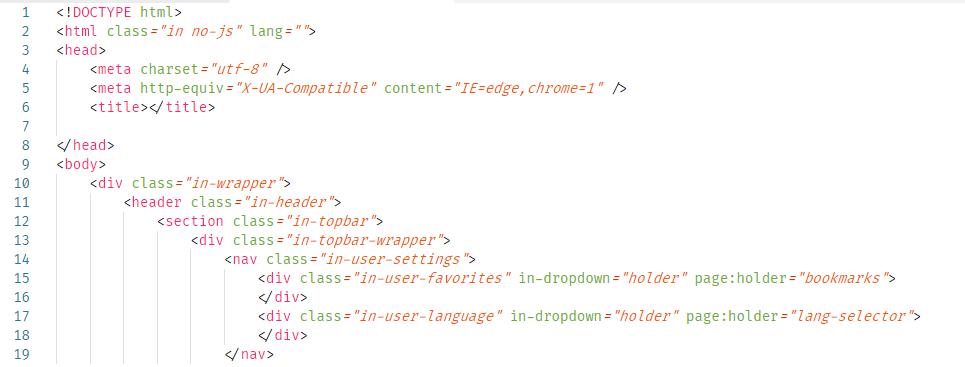 1 <!DOCTYPE html>
2 <html class="in no-js" lang="">
3 <head>
4 <meta charset="utf-8" />
5 <meta http-equiv="X-UA-Compatible" content="IE=edge,chrome=1" />
6 <title></title>
7
8 </head>
9 <body>
10 <div class="in-wrapper">
11 <header class="in-header">
12 <section class="in-topbar">
13 <div class="in-topbar-wrapper">
14 <nav class="in-user-settings">
15 <div class="in-user-favorites" in-dropdown="holder" page:holder="bookmarks">
16 </div>
17 <div class="in-user-language" in-dropdown="holder" page:holder="lang-selector">
18 </div>
19 </nav>